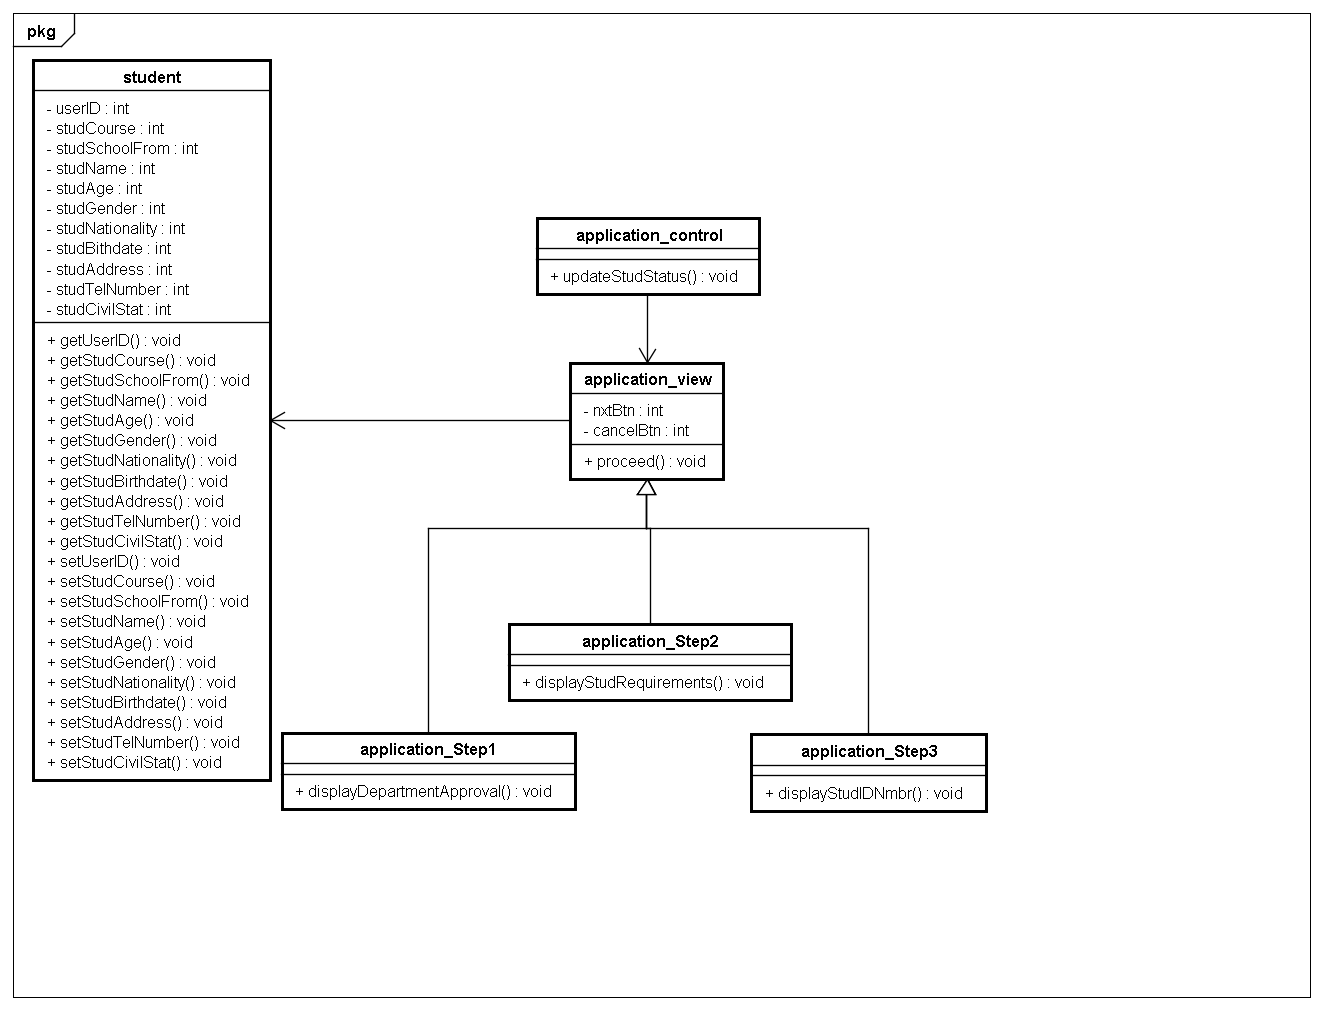 pkg
student
- userID : int
- studCourse : int
- studSchoolFrom : int
- studName : int
- studAge : int
- studGender : int
- studNationality : int
- studBithdate : int
- studAddress : int
- studTelNumber : int
- studCivilStat : int
+ getUserID() : void
+ getStudCourse() : void
+ getStudSchoolFrom() : void
+ getStudName() : void
+ getStudAge() : void
+ getStudGender() : void
+ getStudNationality() : void
+ getStudBirthdate() : void
+ getStudAddress() : void
+ getStudTelNumber() : void
+ getStudCivilStat() : void
+ setUserID() : void
+ setStudCourse() : void
+ setStudSchoolFrom() : void
+ setStudName() : void
+ setStudAge() : void
+ setStudGender() : void
+ setStudNationality() : void
+ setStudBirthdate() : void
+ setStudAddress() : void
+ setStudTelNumber() : void
+ setStudCivilStat() : void
application_control
+ updateStudStatus() : void
application_view
- nxtBtn : int
- cancelBtn : int
+ proceed() : void
application_Step2
+ displayStudRequirements() : void
application_Step1
+ displayDepartmentApproval() : void
application_Step3
+ displayStudIDNmbr() : void